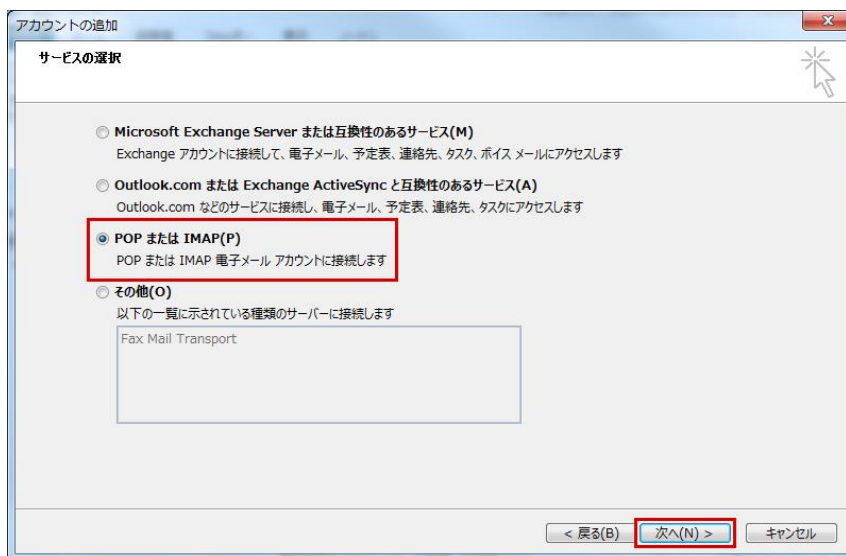 アカウントの追加
サービスの選択
Microsoft Exchange Server または互換性のあるサービス(M)
Exchange アカウントに接続して、電子メール、予定表、連絡先、タスク、ボイス メールにアクセスします
Outlook.com または Exchange ActiveSync と互換性のあるサービス(A)
Outlook.com などのサービスに接続し、電子メール、予定表、連絡先、タスクにアクセスします
POP または IMAP(P)
POP または IMAP 電子メール アカウントに接続します
その他(O)
以下の一覧に示されている種類のサーバーに接続します
Fax Mail Transport
< 戻る(B) 次へ(N) > キャンセル